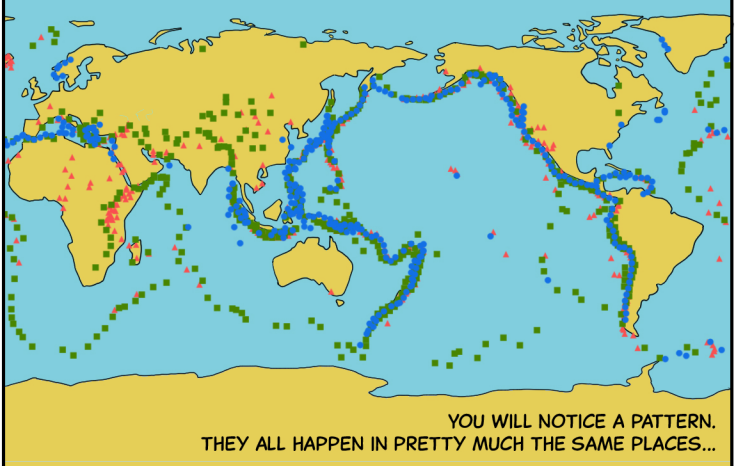 YOU WILL NOTICE A PATTERN.
THEY ALL HAPPEN IN PRETTY MUCH THE SAME PLACES...